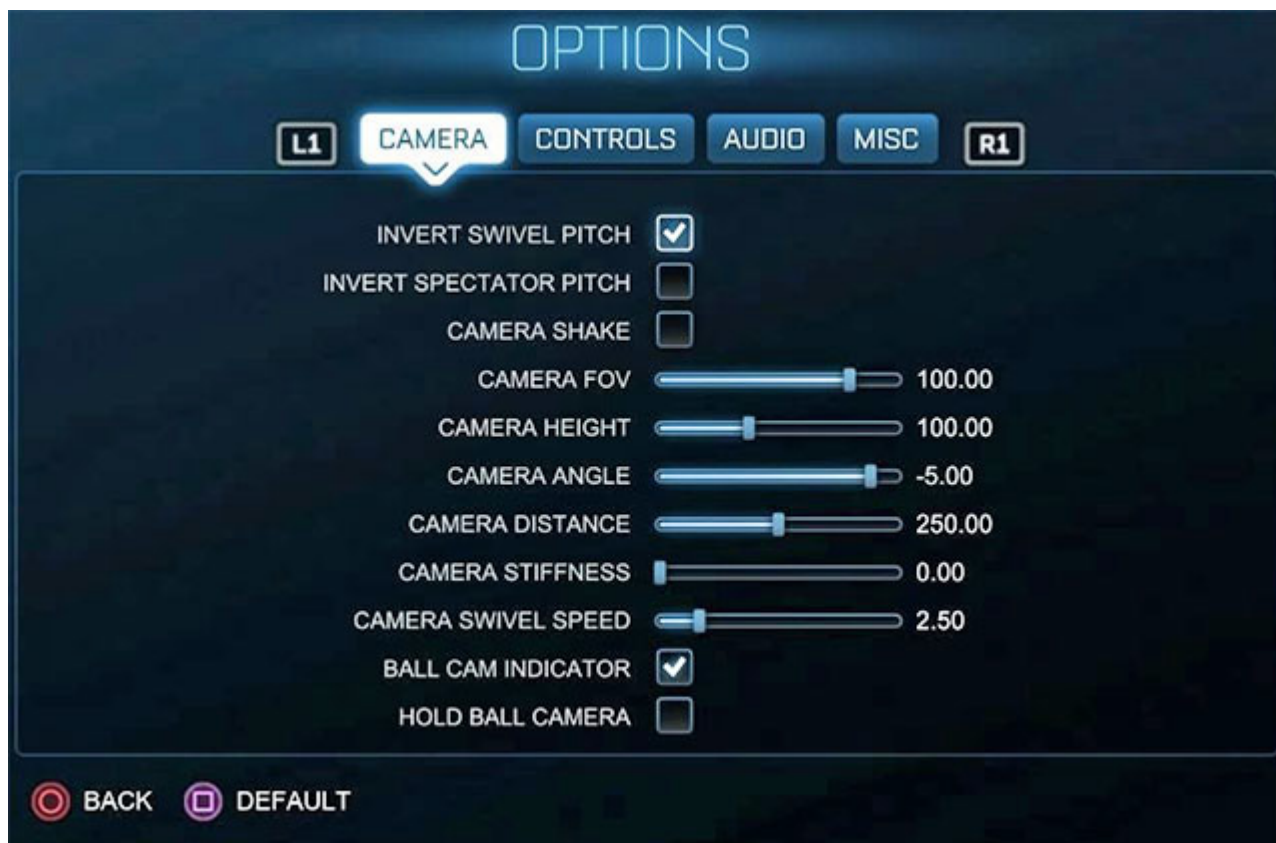 OPTIONS
L1 CAMERA CONTROLS AUDIO MISC R1
INVERT SWIVEL PITCH
INVERT SPECTATOR PITCH
CAMERA SHAKE
CAMERA FOV 100.00
CAMERA HEIGHT 100.00
CAMERA ANGLE -5.00
CAMERA DISTANCE 250.00
CAMERA STIFFNESS 0.00
CAMERA SWIVEL SPEED 2.50
BALL CAM INDICATOR
HOLD BALL CAMERA
BACK DEFAULT